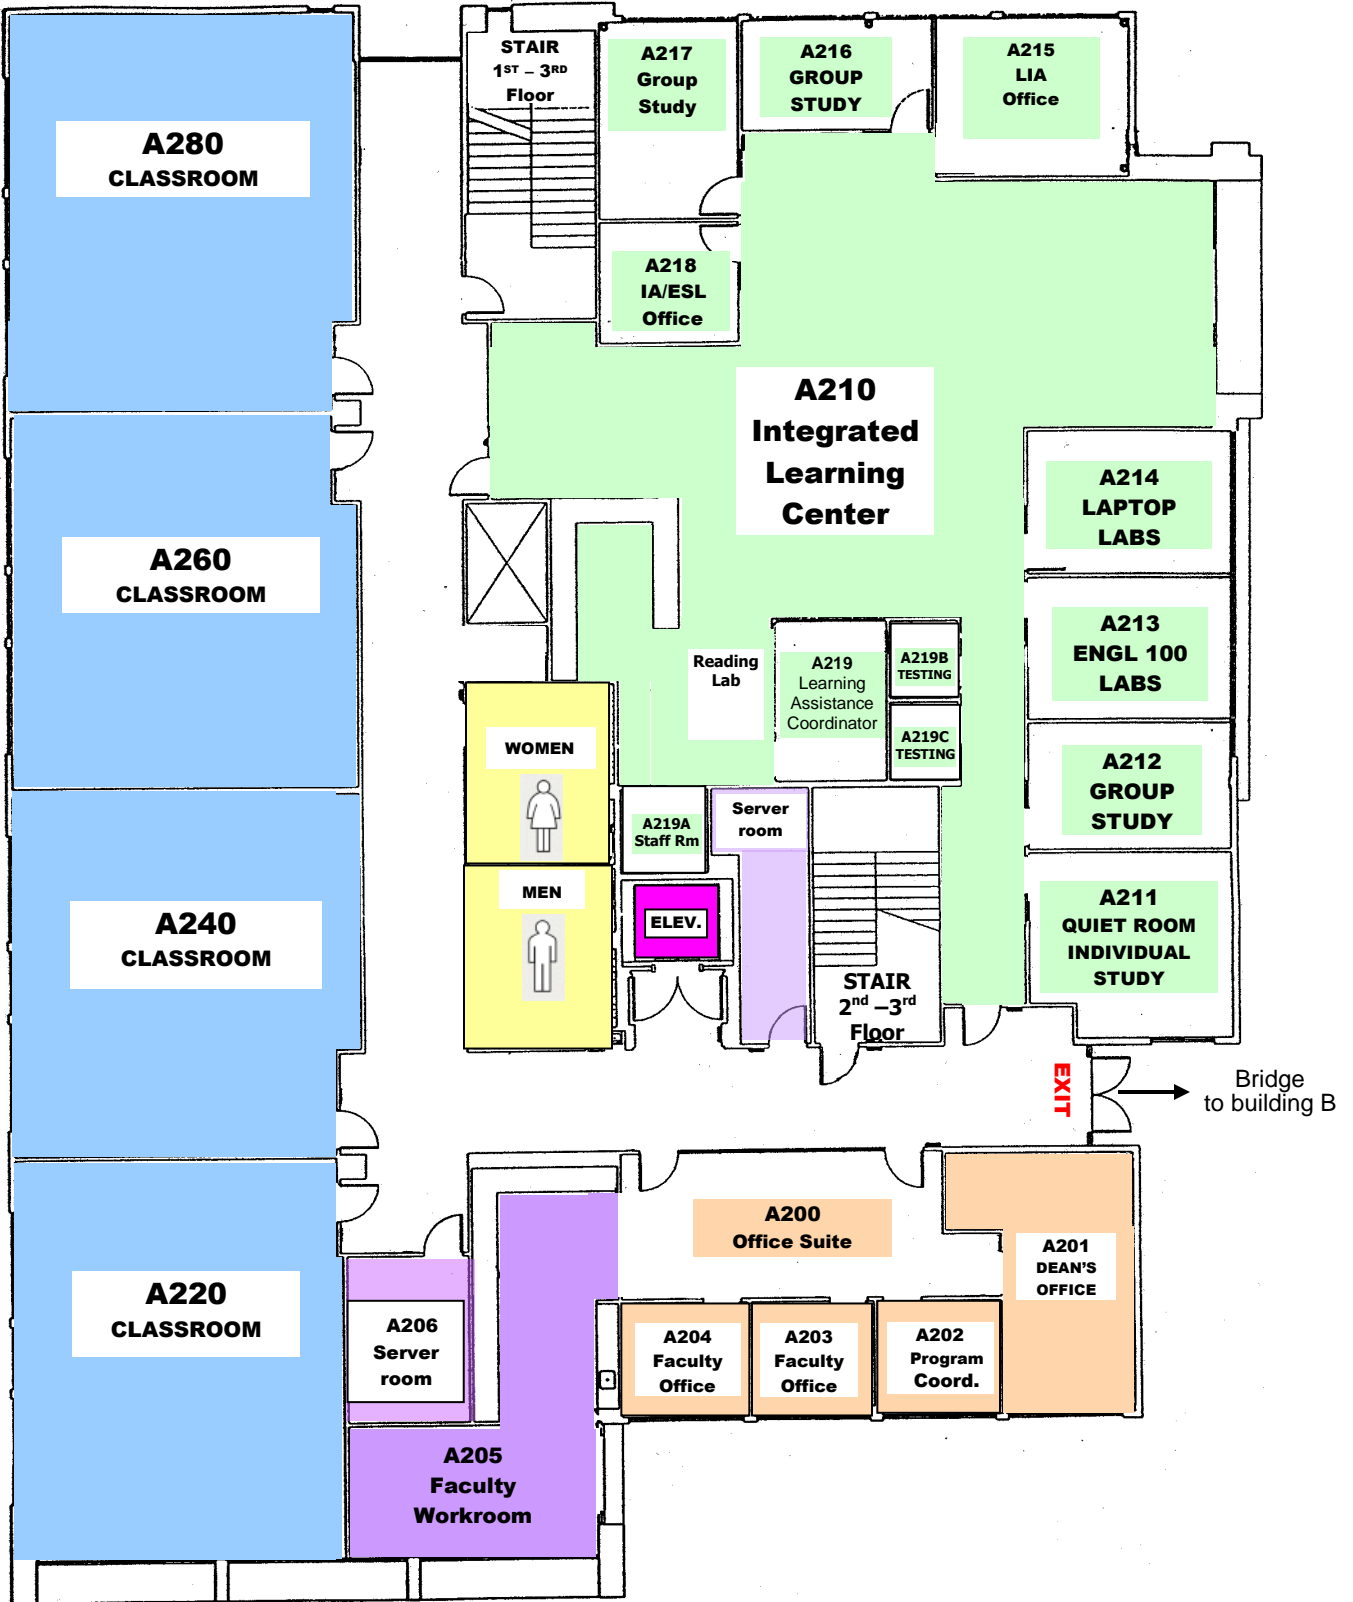 STAIR
1ST – 3RD
Floor
A217
Group
Study
A216
GROUP
STUDY
A215
LIA
Office
A280
CLASSROOM
A218
IA/ESL
Office
A210
Integrated
Learning
Center
A214
LAPTOP
LABS
A260
CLASSROOM
A213
ENGL 100
LABS
Reading
Lab
A219
Learning
Assistance
Coordinator
A219B
TESTING
A219C
TESTING
WOMEN
A212
GROUP
STUDY
A219A
Staff Rm
Server
room
MEN
ELEV.
A211
QUIET ROOM
INDIVIDUAL
STUDY
A240
CLASSROOM
STAIR
2nd –3rd
Floor
EXIT
Bridge
to building B
A200
Office Suite
A201
DEAN'S
OFFICE
A220
CLASSROOM
A206
Server
room
A204
Faculty
Office
A203
Faculty
Office
A202
Program
Coord.
A205
Faculty
Workroom